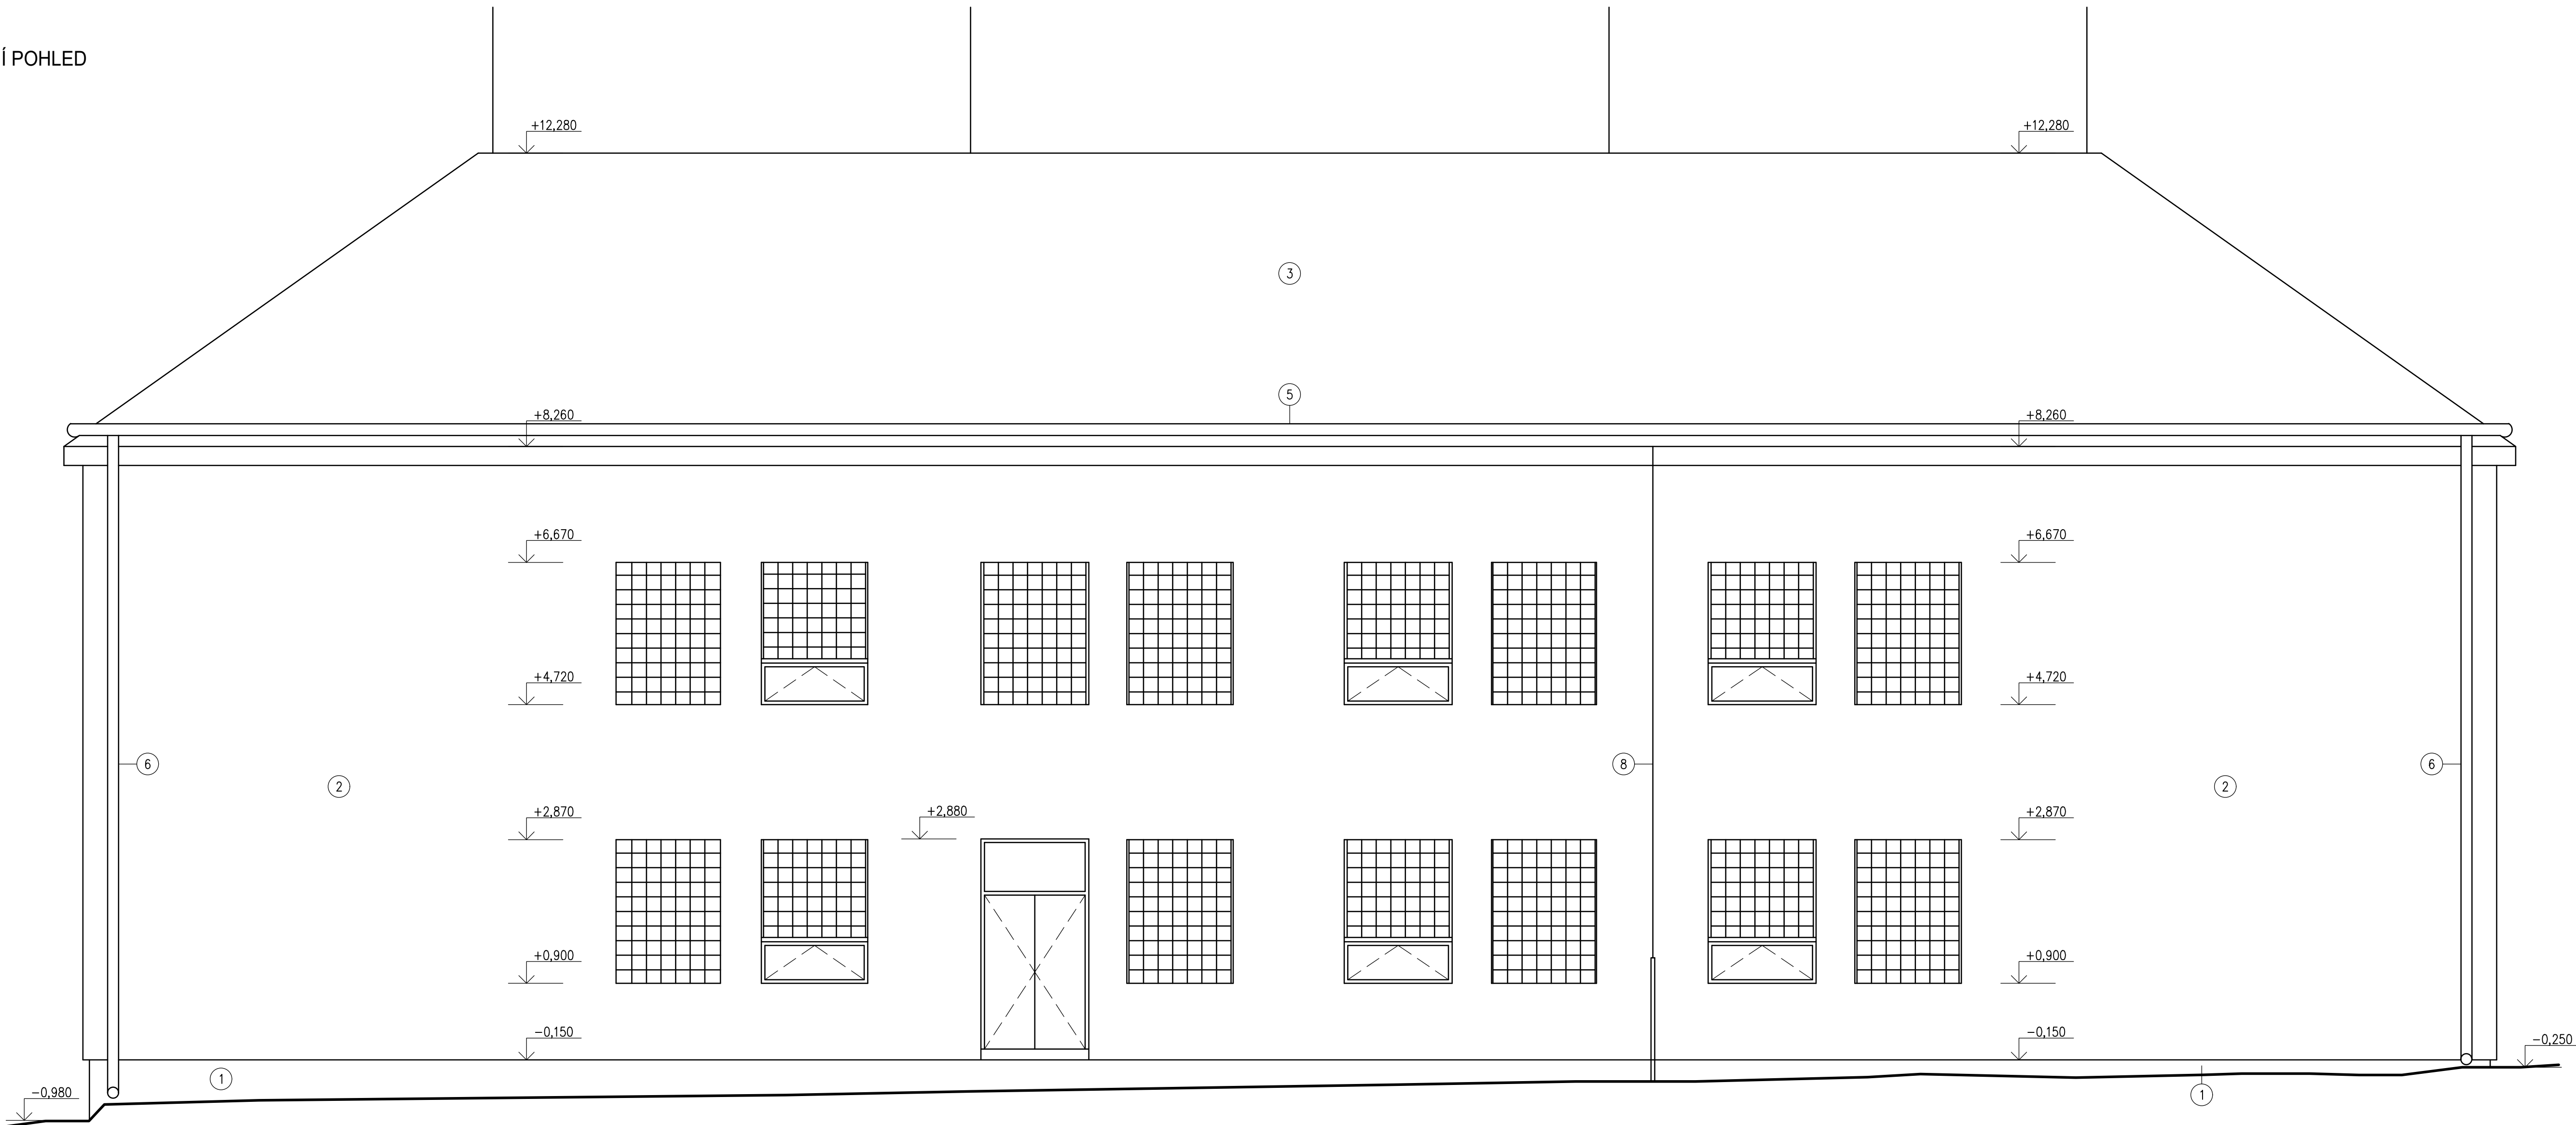 Í POHLED
+12,280 +12,280
3
5
+8,260 +8,260
+6,670 +6,670
+4,720 +4,720
6 8 6
2 2
+2,870 +2,880 +2,870
+0,900 +0,900
−0,150 −0,150 −0,250
1
−0,980 1